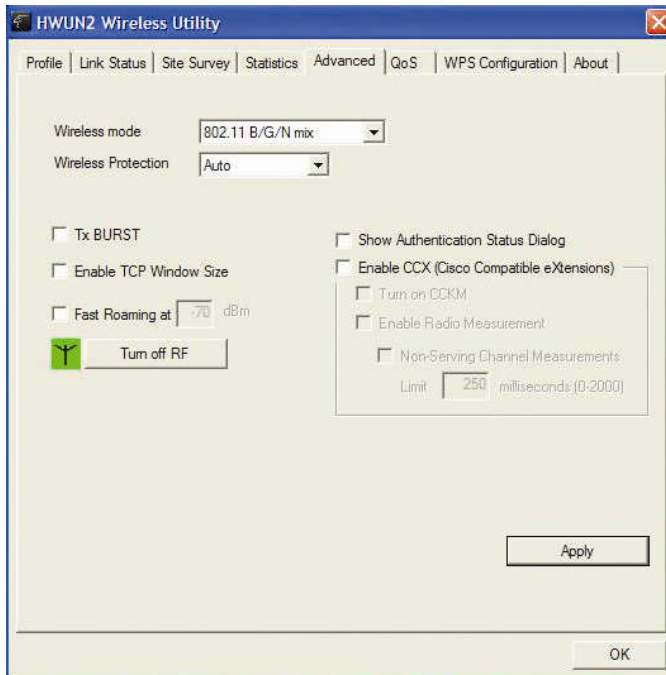 HWUN2 Wireless Utility
Profile Link Status Site Survey Statistics Advanced QoS WPS Configuration About
Wireless mode 802.11 B/G/N mix
Wireless Protection Auto
Tx BURST
Enable TCP Window Size
Fast Roaming at -70 dBm
Turn off RF
Show Authentication Status Dialog
Enable CCX (Cisco Compatible eXtensions)
Turn on CCKM
Enable Radio Measurement
Non-Serving Channel Measurements
Limit 250 milliseconds (0-2000)
Apply
OK